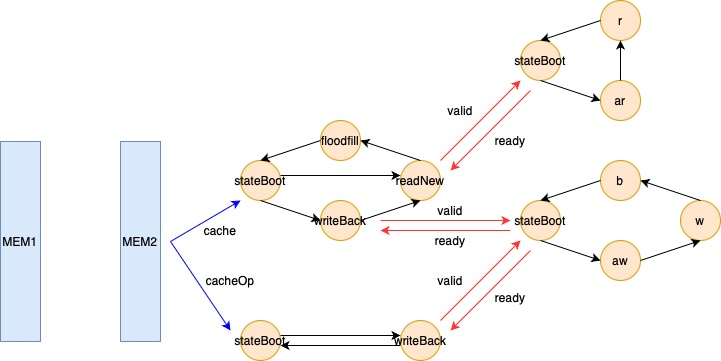 r
stateBoot
ar
valid
ready
floodfill
stateBoot
readNew
writeBack
MEM1
MEM2
cache
cacheOp
valid
ready
stateBoot
b
w
aw
valid
ready
stateBoot
writeBack